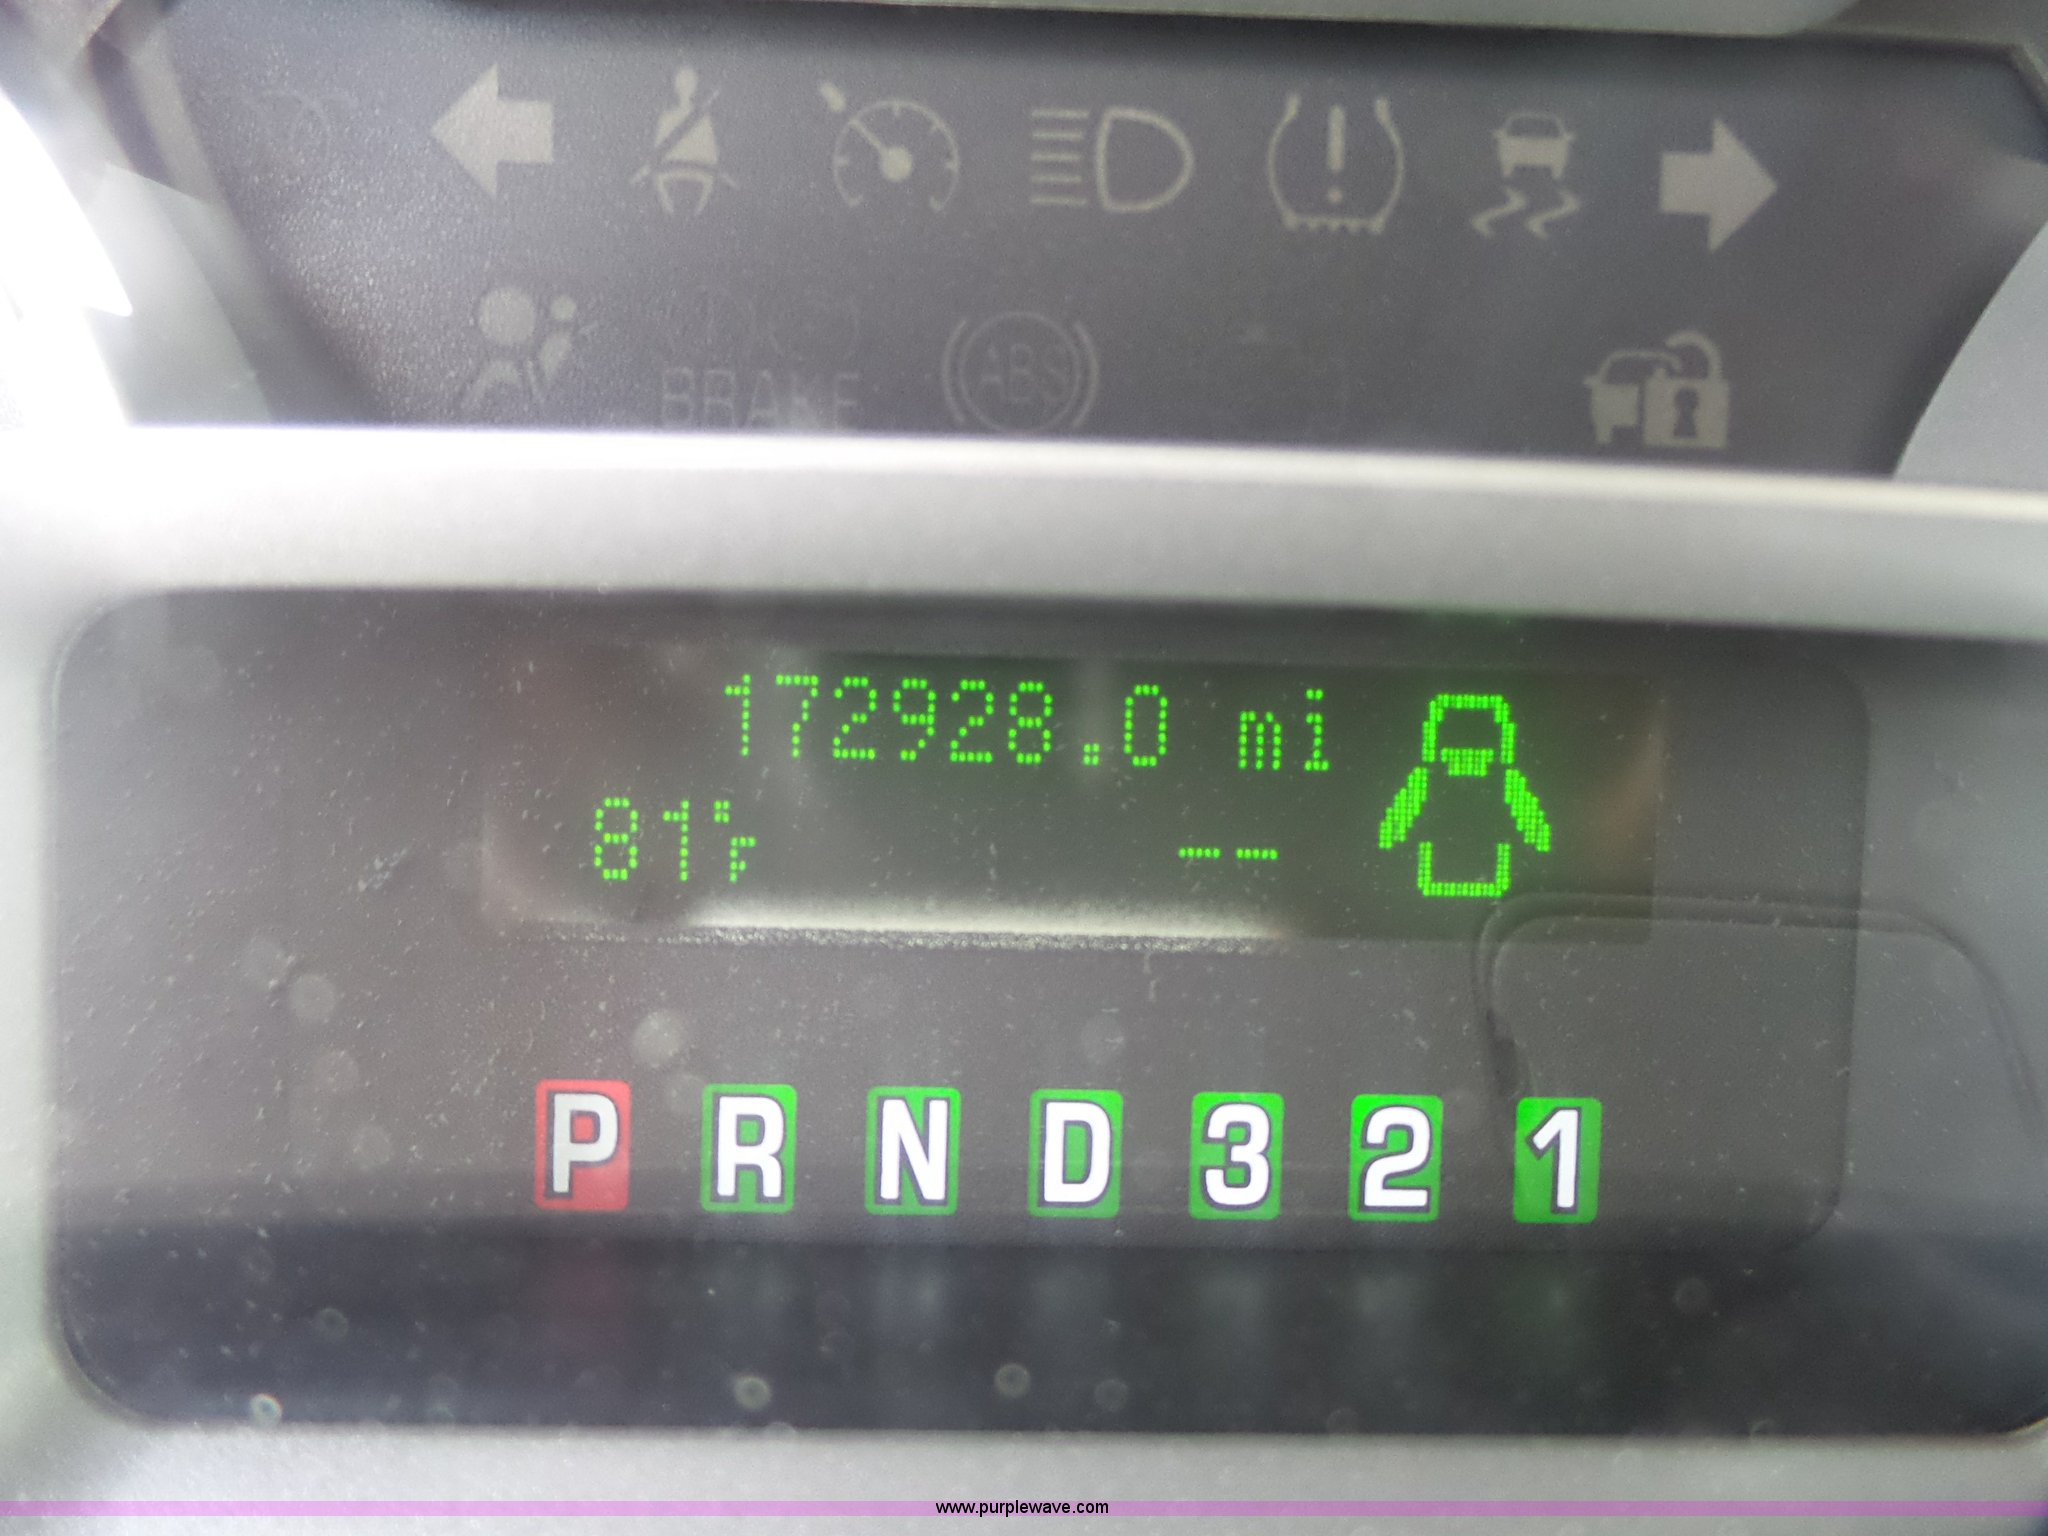 BRAKE
ABS
172928.0 mi
81°F
--
P R N D 3 2 1
www.purplewave.com